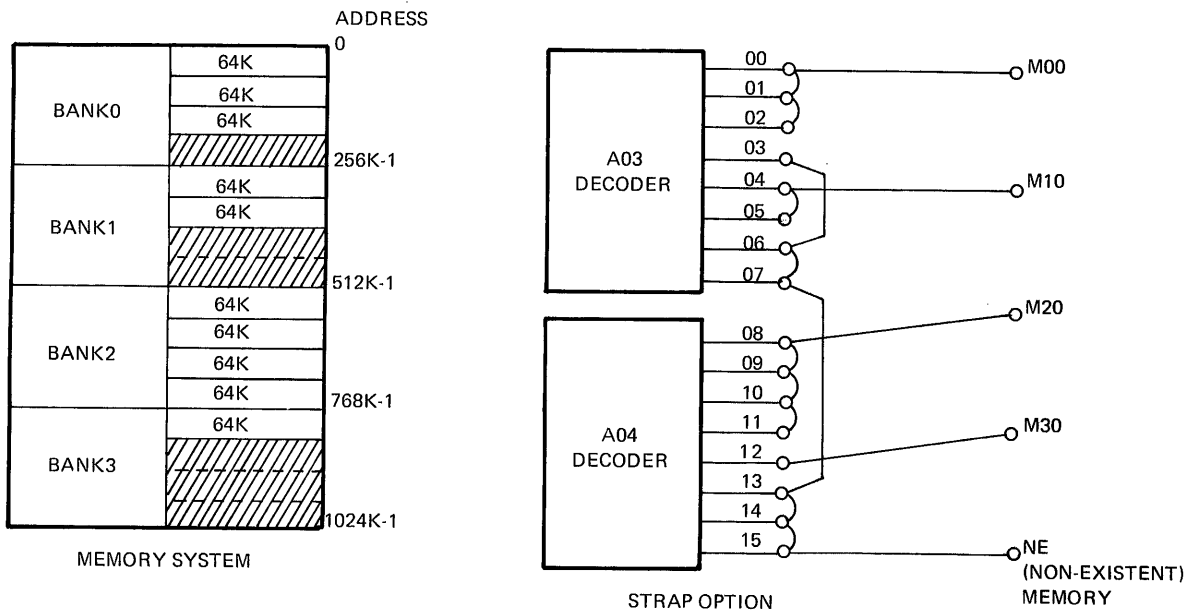 ADDRESS
0
64K
64K
BANK0
64K
256K-1
64K
64K
BANK1
512K-1
64K
64K
BANK2
64K
64K
768K-1
64K
BANK3
1024K-1
MEMORY SYSTEM
00
M00
01
02
A03
DECODER
03
04
M10
05
06
07
M20
08
09
10
11
M30
A04
DECODER
12
13
14
15
NE
(NON-EXISTENT)
MEMORY
STRAP OPTION